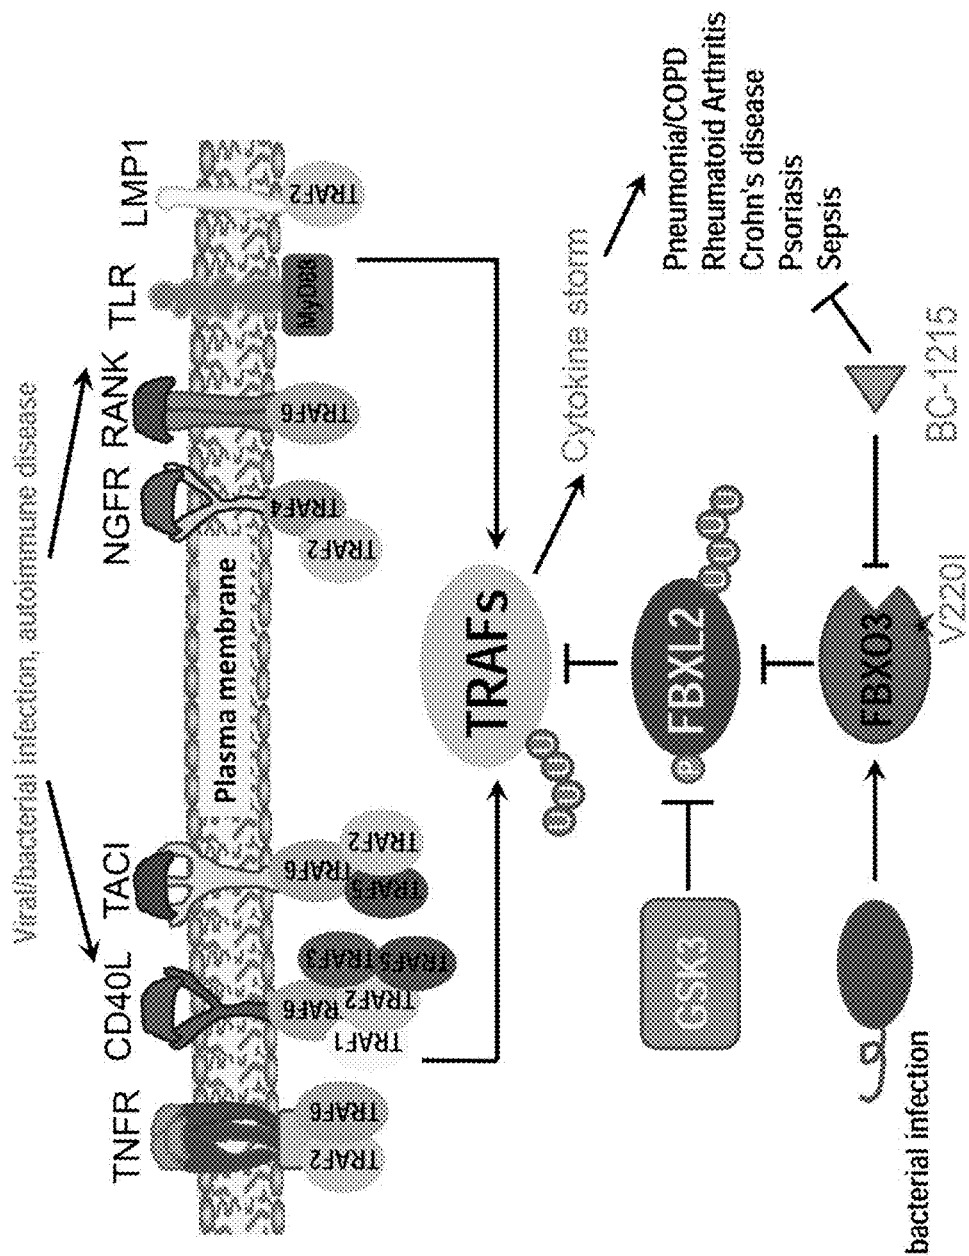 Viral/bacterial infection, autoimmune disease
TNFR
CD40L
TACI
NGFR
RANK
TLR
LMP1
Plasma membrane
TRAF2
TRAF6
RAF6
TRAF1
TRAF2
TRAF3
TRAF5
TRAF6
TRAF5
TRAF2
TRAF4
TRAF2
TRAF6
MyD88
TRAF2
TRAFs
U
U
U
U
Cytokine storm
Pneumonia/COPD
Rheumatoid Arthritis
Crohn's disease
Psoriasis
Sepsis
GSK3
P
FBXL2
U
U
U
U
bacterial infection
FBXO3
V220I
BC-1215